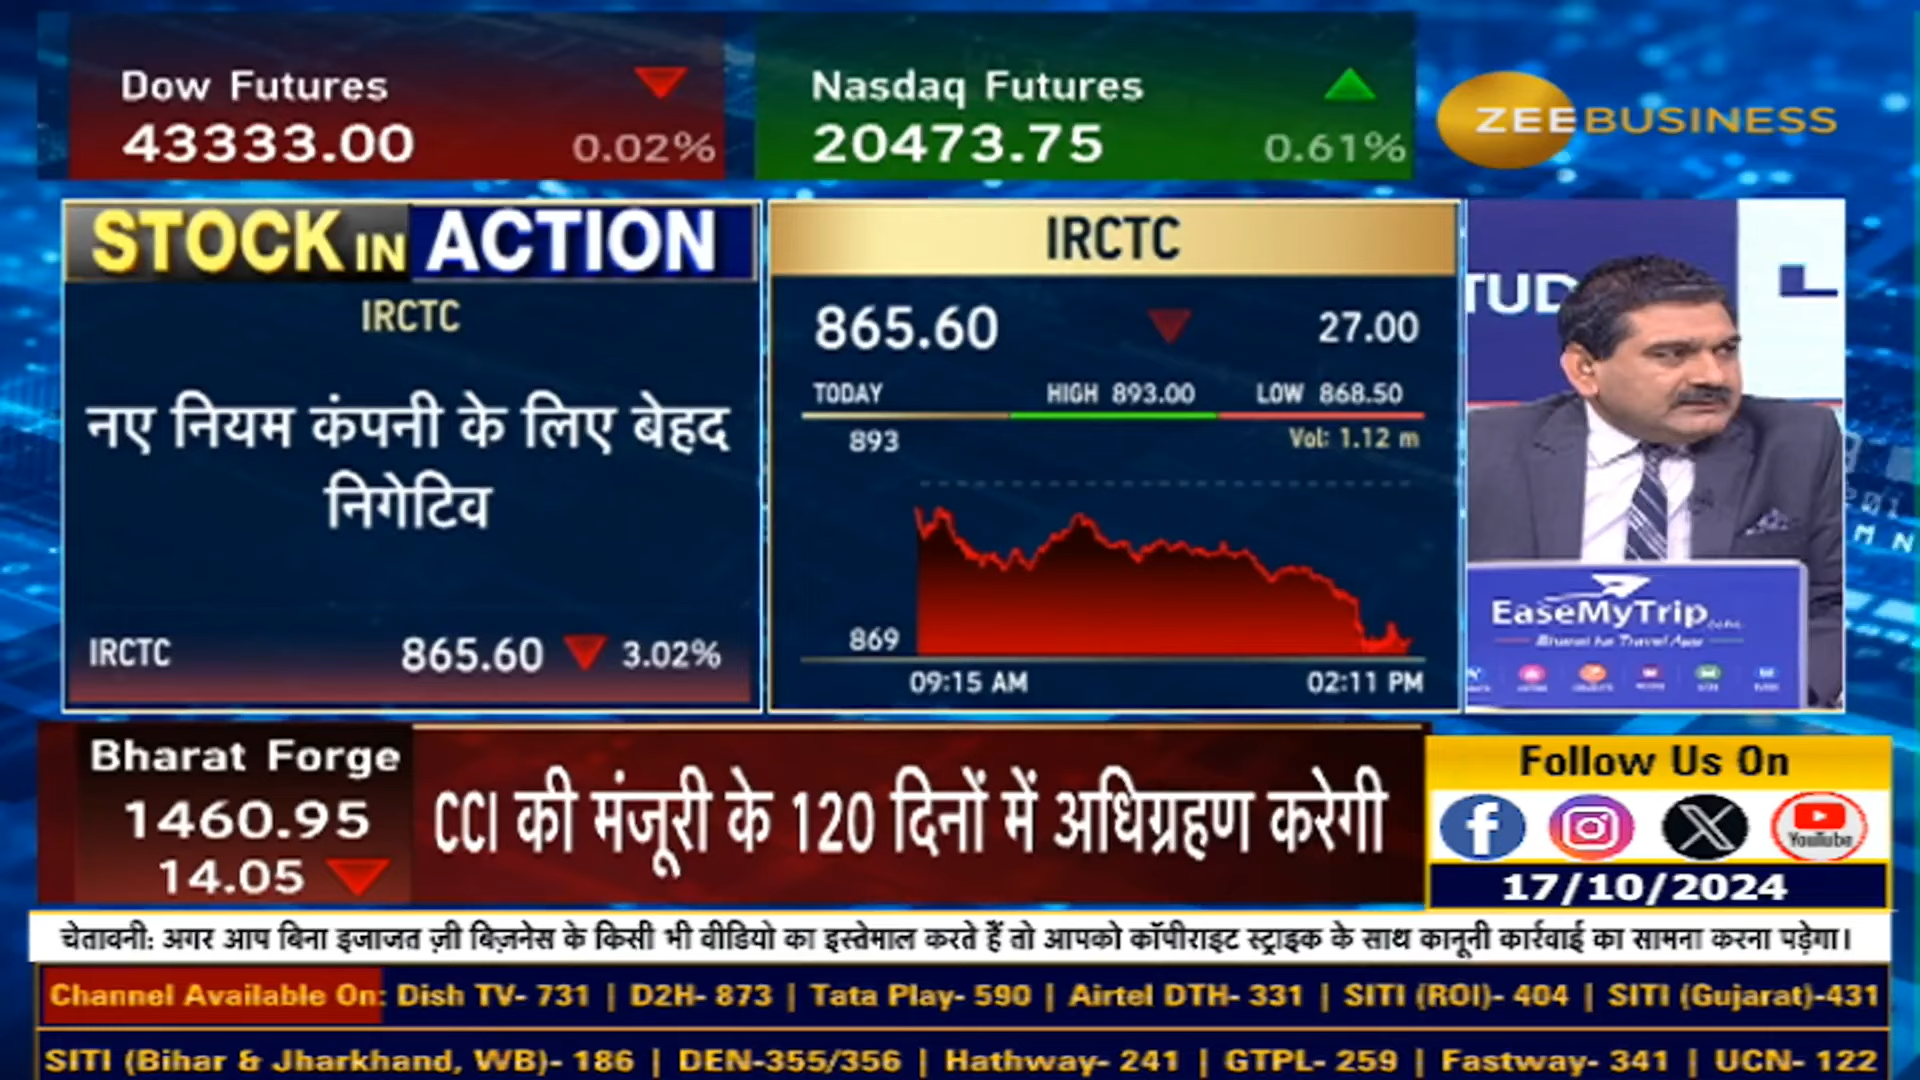 Dow Futures
43333.00 0.02%
Nasdaq Futures
20473.75 0.61%
ZEEBUSINESS
STOCK IN ACTION
IRCTC
नए नियम कंपनी के लिए बेहद
निगेटिव
IRCTC 865.60 3.02%
IRCTC
865.60 27.00
TODAY HIGH 893.00 LOW 868.50
893 Vol: 1.12 m
869
09:15 AM 02:11 PM
TUD
EaseMyTrip
Bharat ka Travel App
Bharat Forge
1460.95
14.05
CCI की मंजूरी के 120 दिनों में अधिग्रहण करेगी
Follow Us On
YouTube
17/10/2024
चेतावनी: अगर आप बिना इजाजत ज़ी बिज़नेस के किसी भी वीडियो का इस्तेमाल करते हैं तो आपको कॉपीराइट स्ट्राइक के साथ कानूनी कार्रवाई का सामना करना पड़ेगा।
Channel Available On: Dish TV- 731 | D2H- 873 | Tata Play- 590 | Airtel DTH- 331 | SITI (ROI)- 404 | SITI (Gujarat)-431
SITI (Bihar & Jharkhand, WB)- 186 | DEN-355/356 | Hathway- 241 | GTPL- 259 | Fastway- 341 | UCN- 122